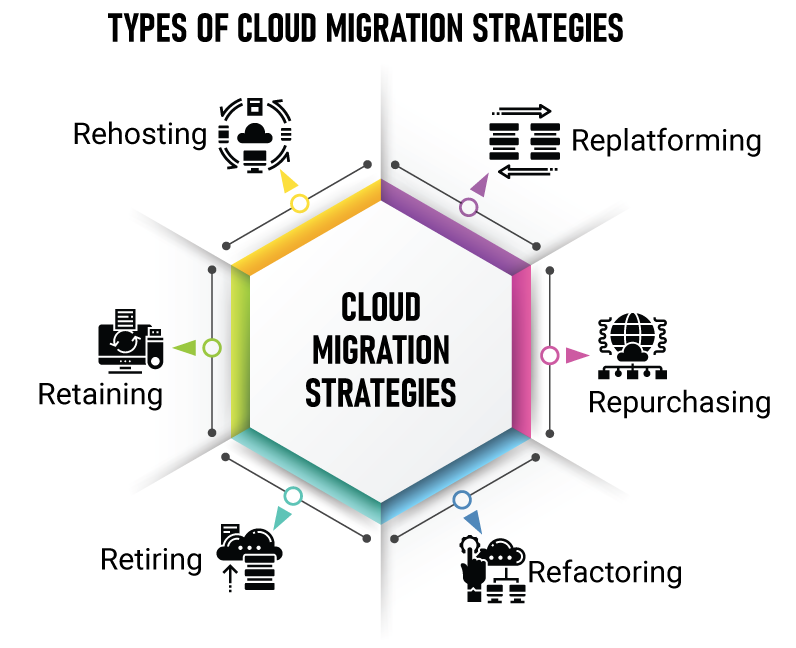 TYPES OF CLOUD MIGRATION STRATEGIES
Rehosting
Replatforming
CLOUD
MIGRATION
STRATEGIES
Retaining
Repurchasing
Retiring
Refactoring